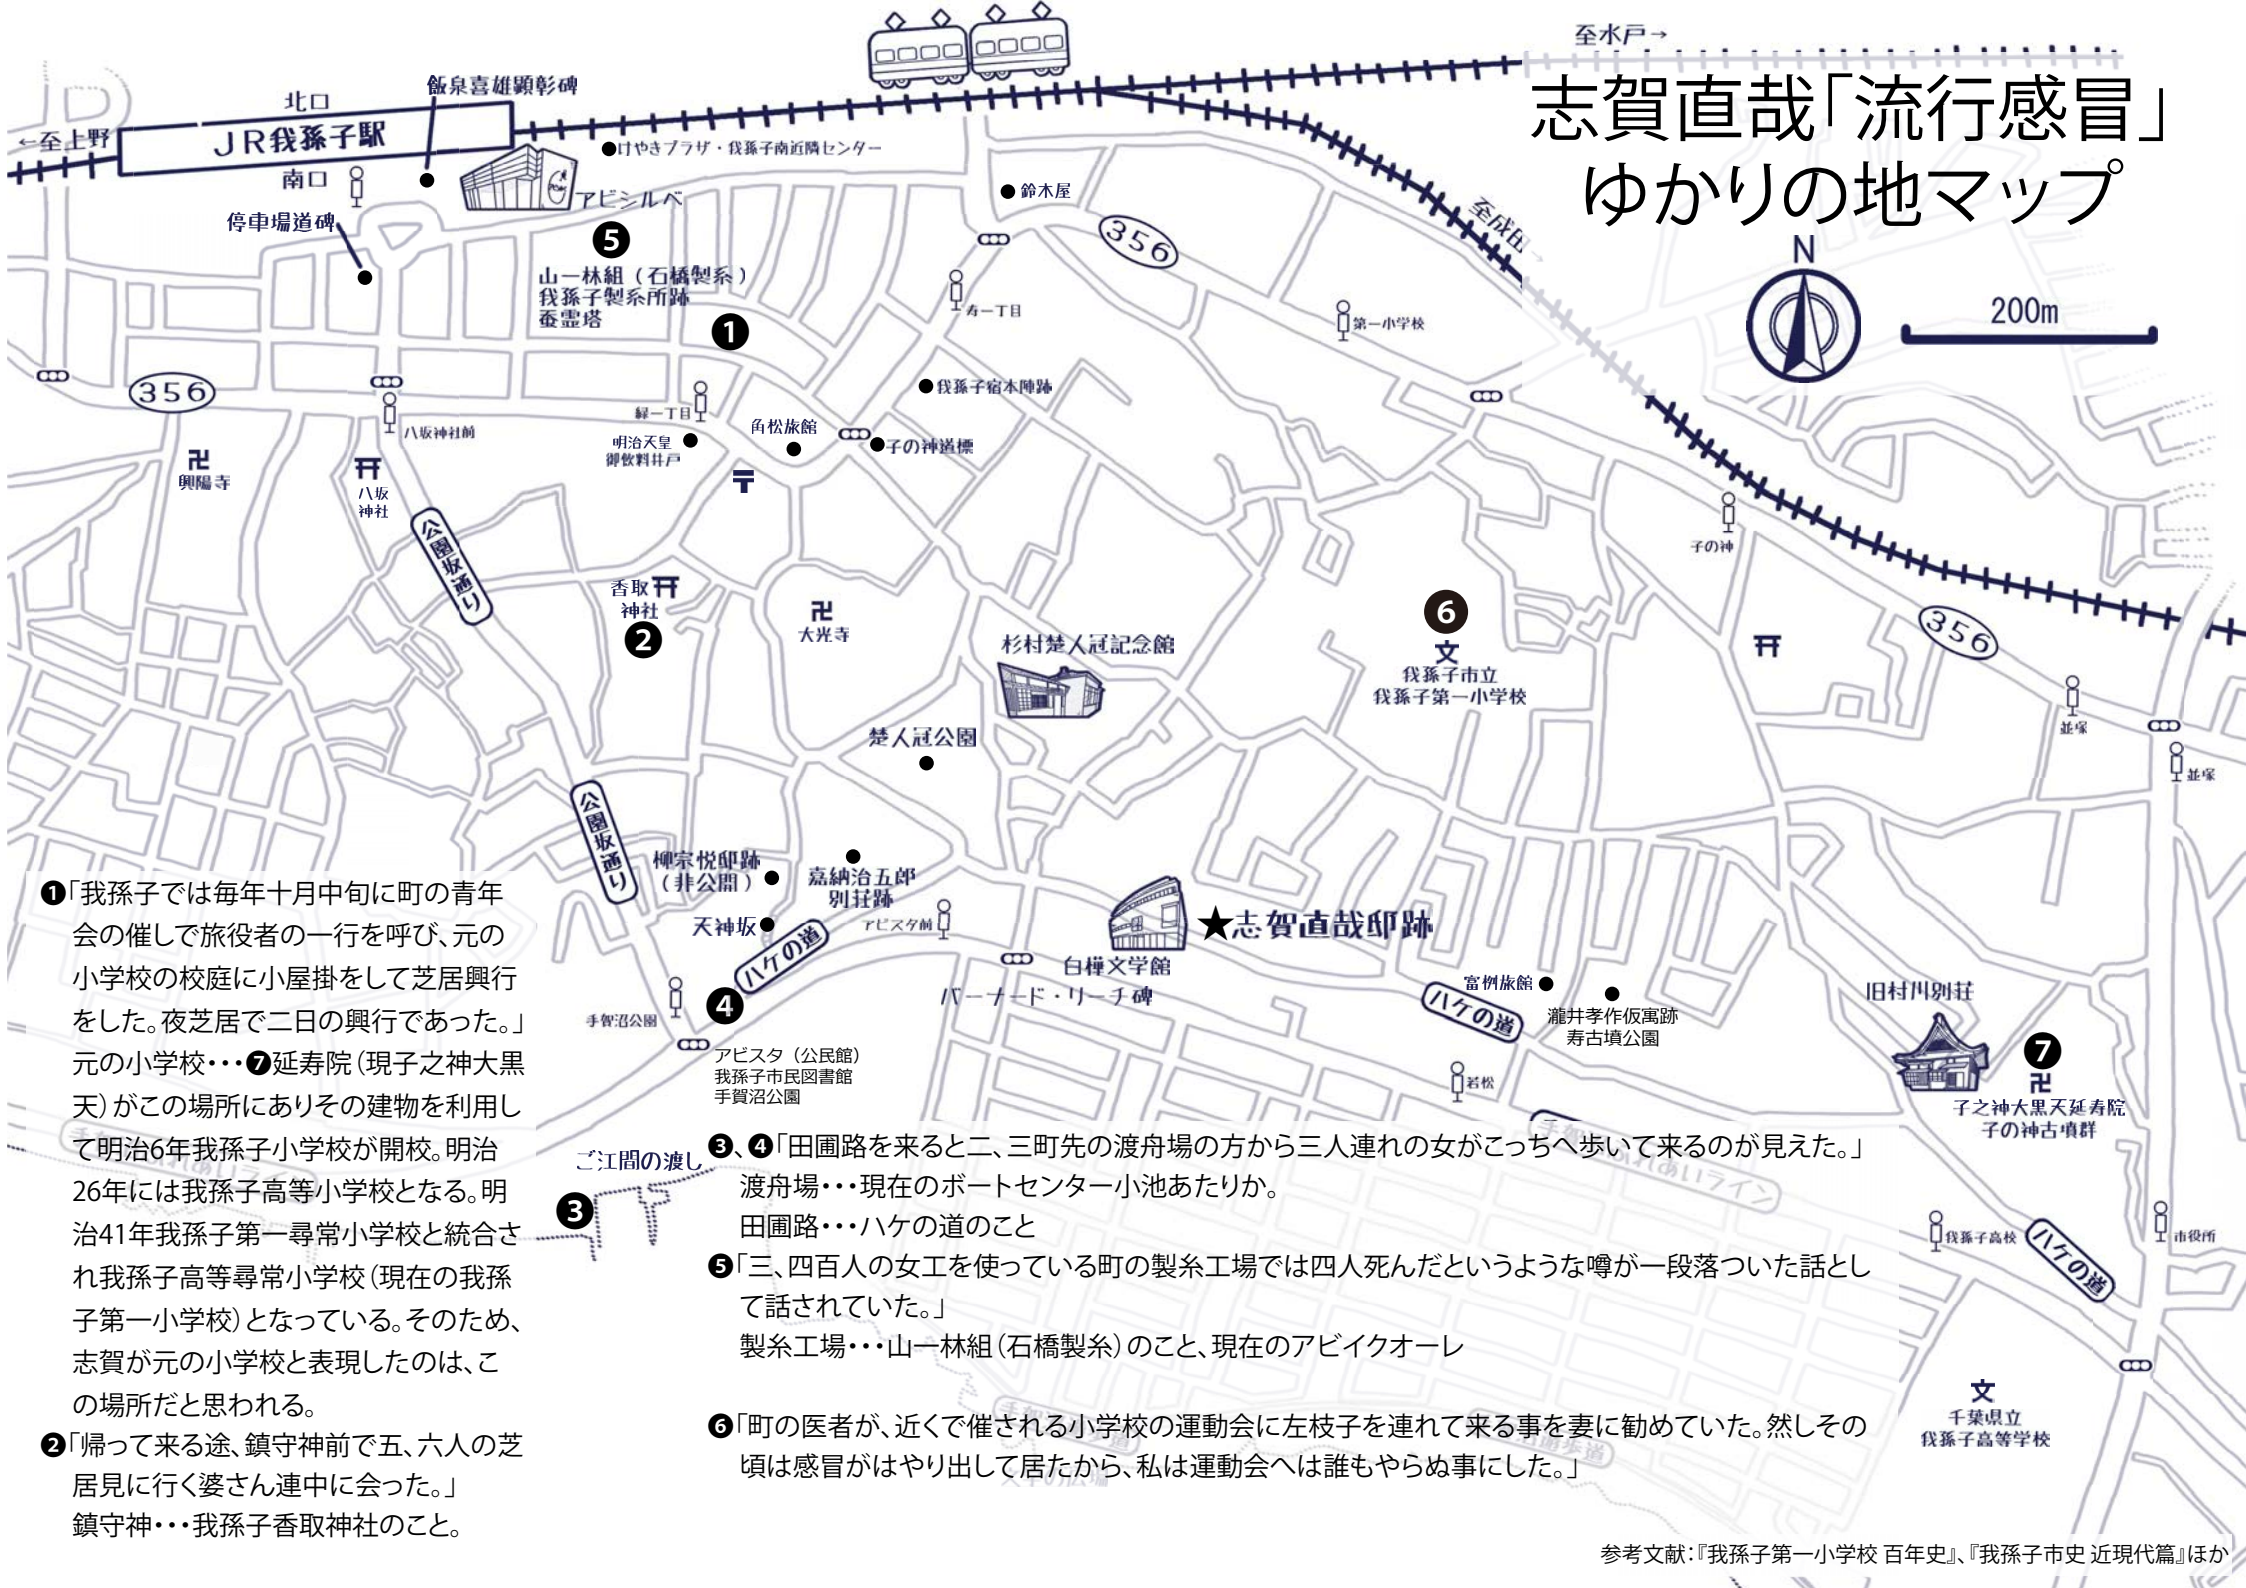 至水戸→
志賀直哉「流行感冒」
ゆかりの地マップ
飯泉喜雄顕彰碑
北口
JR我孫子駅
←至上野
南口
けやきプラザ・我孫子南近隣センター
アビシルベ
鈴木屋
停車場道碑
356
至成田→
N
200m
❺
山一林組（石橋製糸）
我孫子製糸所跡
蚕霊塔
❶
寿一丁目
第一小学校
356
我孫子宿本陣跡
緑一丁目
角松旅館
八坂神社前
明治天皇
御飲料井戸
子の神道標
卍
興陽寺
八坂
神社
〒
公園坂通り
子の神
香取
神社
❷
卍
大光寺
杉村楚人冠記念館
❻
文
我孫子市立
我孫子第一小学校
356
並塚
並塚
楚人冠公園
公園坂通り
柳宗悦邸跡
（非公開）
嘉納治五郎
別荘跡
天神坂
アビスタ前
ハケの道
★志賀直哉邸跡
白樺文学館
バーナード・リーチ碑
手賀沼公園
❹
アビスタ（公民館）
我孫子市民図書館
手賀沼公園
富桝旅館
ハケの道
瀧井孝作仮寓跡
寿古墳公園
若松
旧村川別荘
❼
卍
子之神大黒天延寿院
子の神古墳群
❶「我孫子では毎年十月中旬に町の青年
会の催しで旅役者の一行を呼び、元の
小学校の校庭に小屋掛をして芝居興行
をした。夜芝居で二日の興行であった。」
元の小学校・・・❼延寿院（現子之神大黒
天）がこの場所にありその建物を利用し
て明治6年我孫子小学校が開校。明治
26年には我孫子高等小学校となる。明
治41年我孫子第一尋常小学校と統合さ
れ我孫子高等尋常小学校（現在の我孫
子第一小学校）となっている。そのため、
志賀が元の小学校と表現したのは、こ
の場所だと思われる。
❷「帰って来る途、鎮守神前で五、六人の芝
居見に行く婆さん連中に会った。」
鎮守神・・・我孫子香取神社のこと。
ご江間の渡し
❸
❸、❹「田圃路を来ると二、三町先の渡舟場の方から三人連れの女がこっちへ歩いて来るのが見えた。」
渡舟場・・・現在のボートセンター小池あたりか。
田圃路・・・ハケの道のこと
❺「三、四百人の女工を使っている町の製糸工場では四人死んだというような噂が一段落ついた話とし
て話されていた。」
製糸工場・・・山一林組（石橋製糸）のこと、現在のアビイクオーレ
❻「町の医者が、近くで催される小学校の運動会に左枝子を連れて来る事を妻に勧めていた。然しその
頃は感冒がはやり出して居たから、私は運動会へは誰もやらぬ事にした。」
我孫子高校
ハケの道
市役所
文
千葉県立
我孫子高等学校
参考文献：『我孫子第一小学校 百年史』、『我孫子市史 近現代篇』ほか